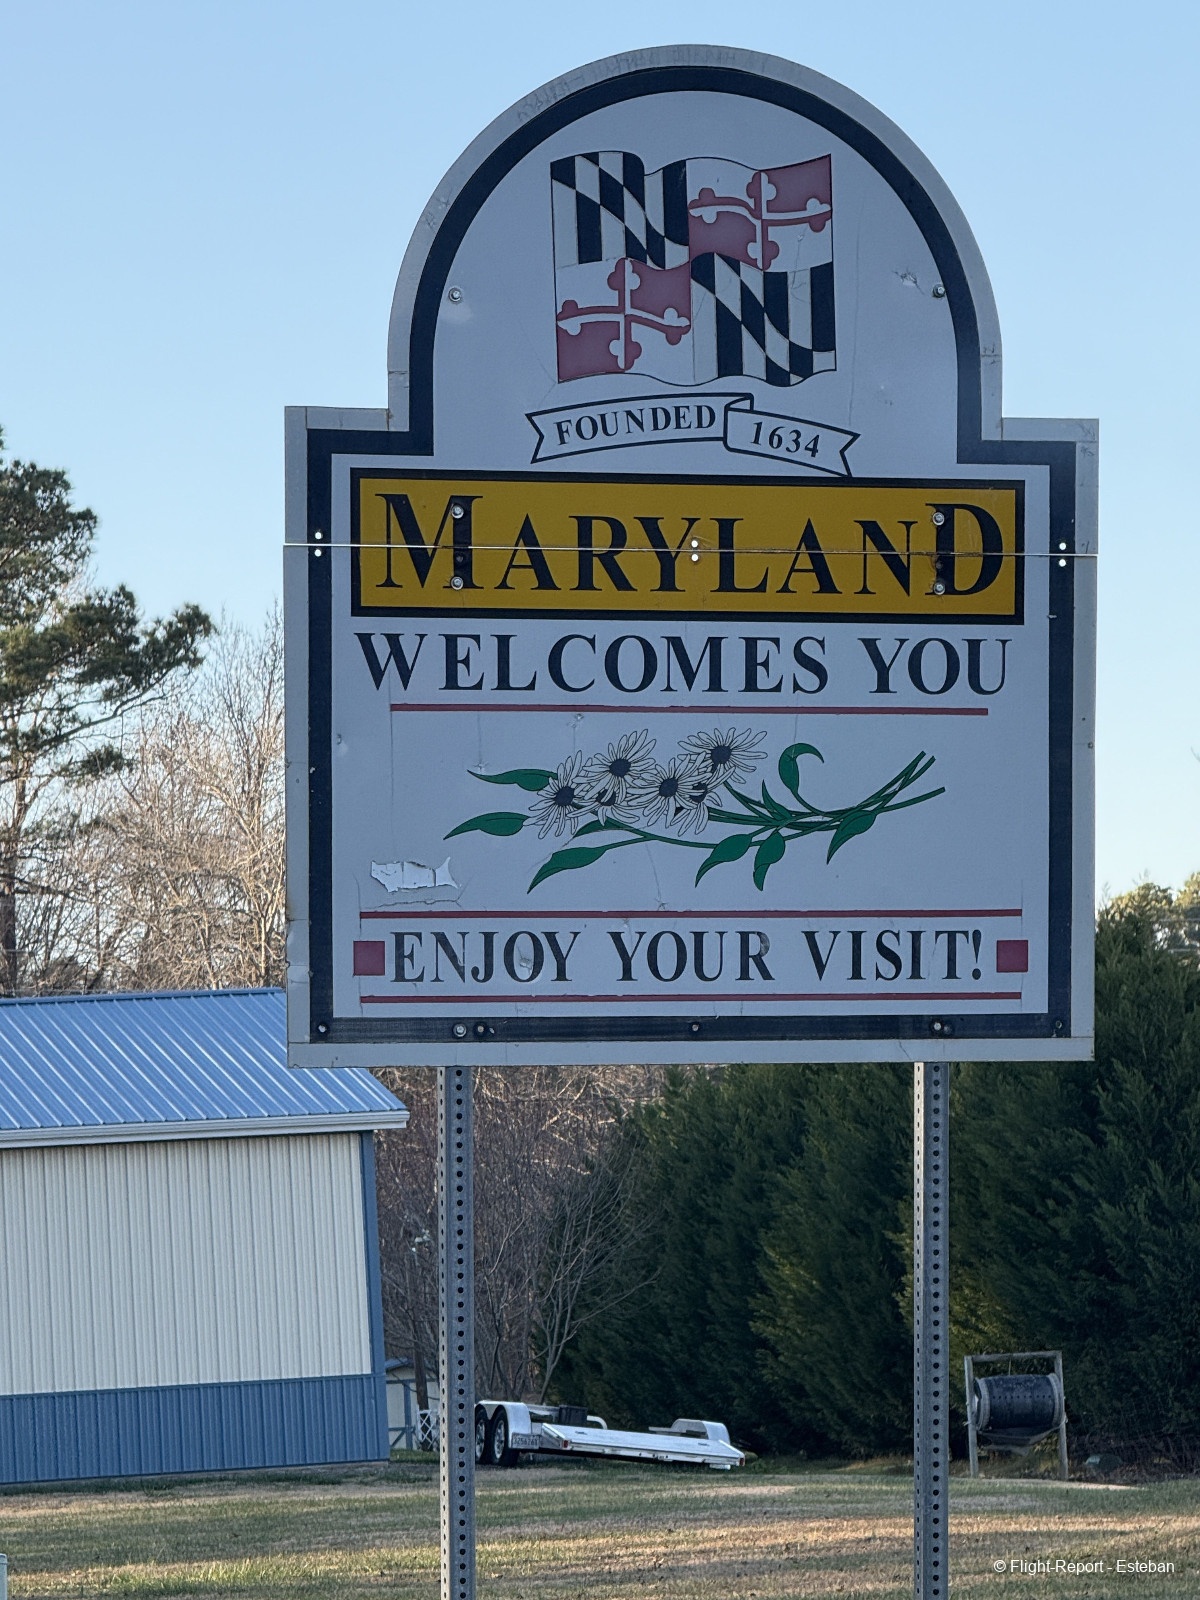 FOUNDED 1634
MARYLAND
WELCOMES YOU
ENJOY YOUR VISIT!
© Flight-Report - Esteban